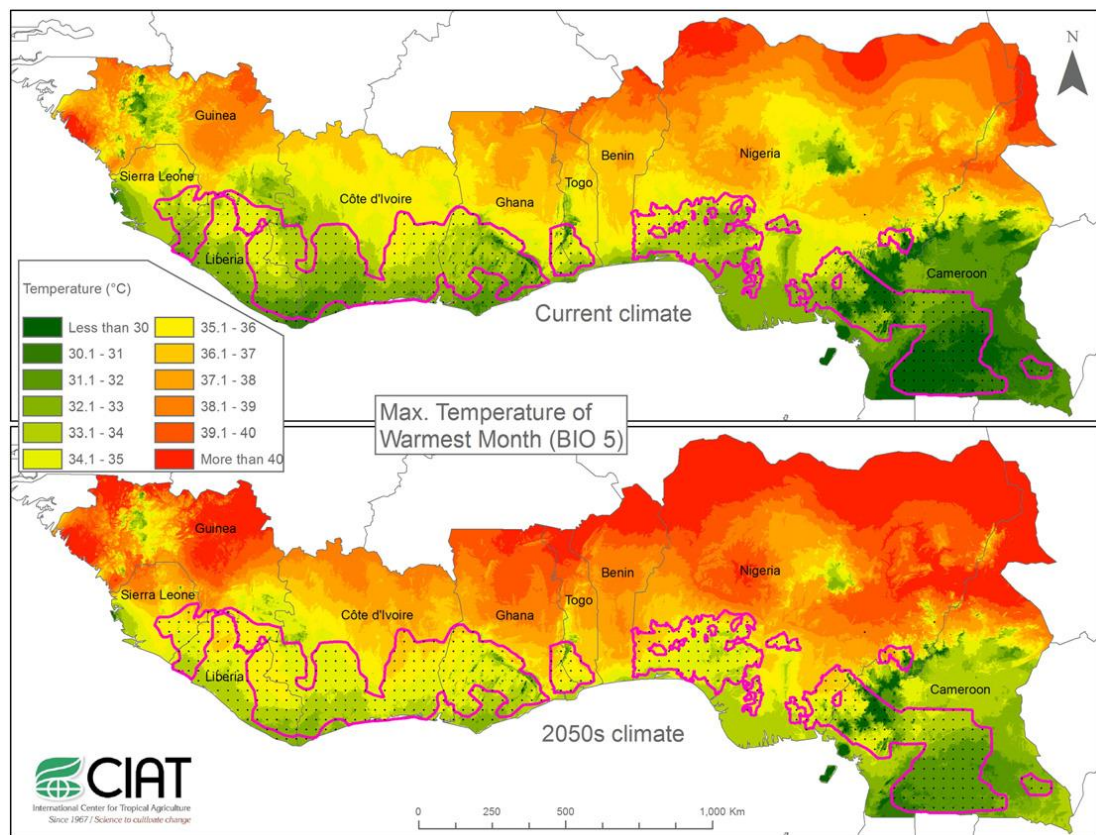 N
Guinea
Sierra Leone
Liberia
Côte d'Ivoire
Ghana
Togo
Benin
Nigeria
Cameroon
Current climate
Temperature (°C)
Less than 30
30.1 - 31
31.1 - 32
32.1 - 33
33.1 - 34
34.1 - 35
35.1 - 36
36.1 - 37
37.1 - 38
38.1 - 39
39.1 - 40
More than 40
Max. Temperature of
Warmest Month (BIO 5)
Guinea
Sierra Leone
Liberia
Côte d'Ivoire
Ghana
Togo
Benin
Nigeria
Cameroon
2050s climate
CIAT
International Center for Tropical Agriculture
Since 1967 / Science to cultivate change
0 250 500 1,000 Km